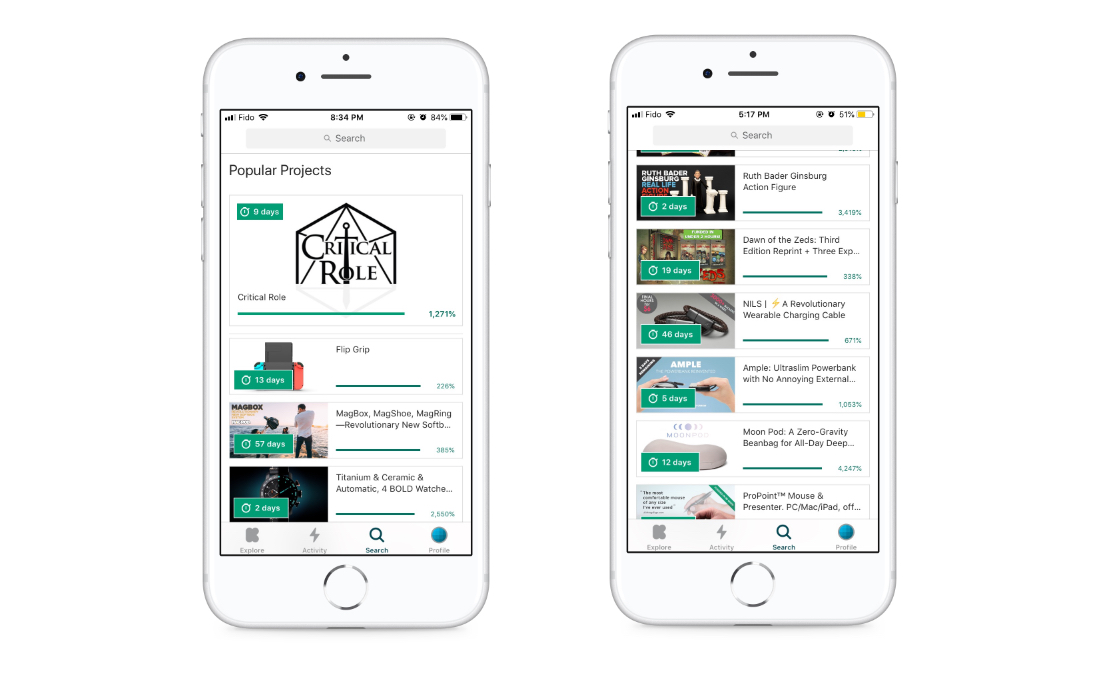 Fido
8:34 PM
84%
Search
Popular Projects
9 days
CRITICAL
ROLE
Critical Role
1,271%
Flip Grip
13 days
226%
MAGBOX
MagBox, MagShoe, MagRing
—Revolutionary New Softb...
57 days
385%
Titanium & Ceramic &
Automatic, 4 BOLD Watche...
2 days
2,550%
Explore
Activity
Search
Profile
Fido
5:17 PM
51%
Search
RUTH BADER
GINSBURG
REAL LIFE
ACTION
Ruth Bader Ginsburg
Action Figure
2 days
3,419%
Dawn of the Zeds: Third
Edition Reprint + Three Exp...
19 days
338%
NILS | ⚡A Revolutionary
Wearable Charging Cable
46 days
671%
AMPLE
Ample: Ultraslim Powerbank
with No Annoying External...
5 days
1,053%
MOON POD
Moon Pod: A Zero-Gravity
Beanbag for All-Day Deep...
12 days
4,247%
"The most
comfortable mouse
of any size
I've ever used"
ProPoint™ Mouse &
Presenter. PC/Mac/iPad, off...
Explore
Activity
Search
Profile